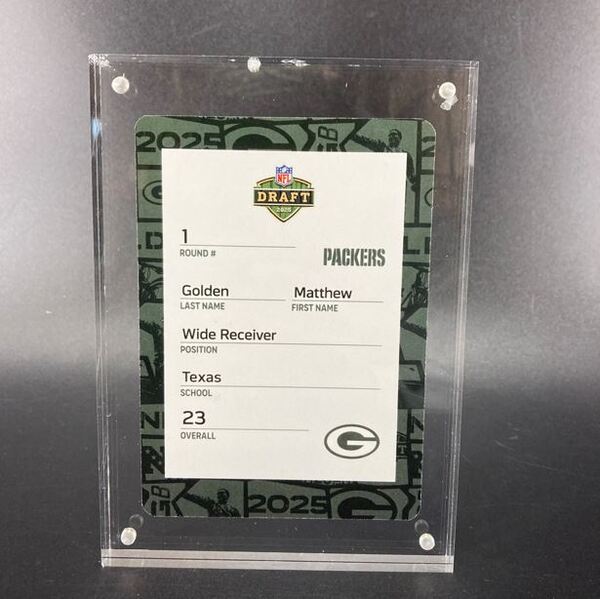 2025
NFL
DRAFT
2025
1
ROUND #
PACKERS
Golden Matthew
LAST NAME FIRST NAME
Wide Receiver
POSITION
Texas
SCHOOL
23
OVERALL
G
2025